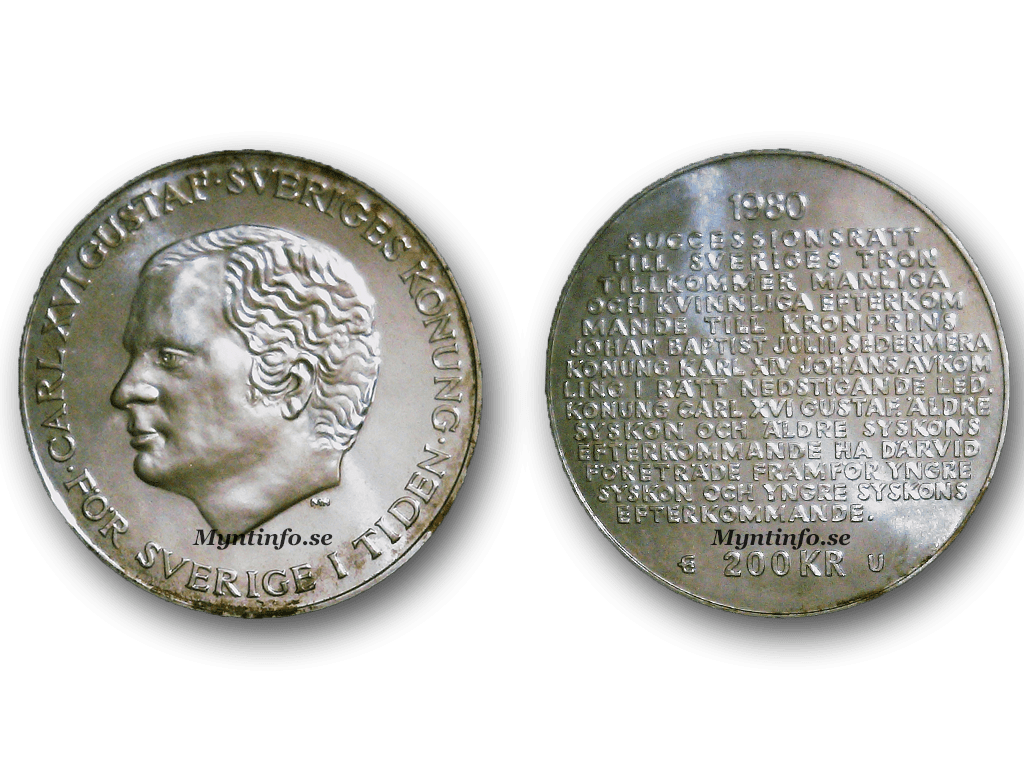 CARL XVI GUSTAF · SVERIGES KONUNG ·
FÖR SVERIGE I TIDEN ·
MN
Myntinfo.se
1980
SUCCESSIONSRÄTT
TILL SVERIGES TRON
TILLKOMMER MANLIGA
OCH KVINNLIGA EFTERKOM
MANDE TILL KRONPRINS
JOHAN BAPTIST JULII, SEDERMERA
KONUNG KARL XIV JOHANS, AVKOM
LING I RÄTT NEDSTIGANDE LED,
KONUNG CARL XVI GUSTAF. ÄLDRE
SYSKON OCH ÄLDRE SYSKONS
EFTERKOMMANDE HA DÄRVID
FÖRETRÄDE FRAMFÖR YNGRE
SYSKON OCH YNGRE SYSKONS
EFTERKOMMANDE.
Myntinfo.se
200 KR U